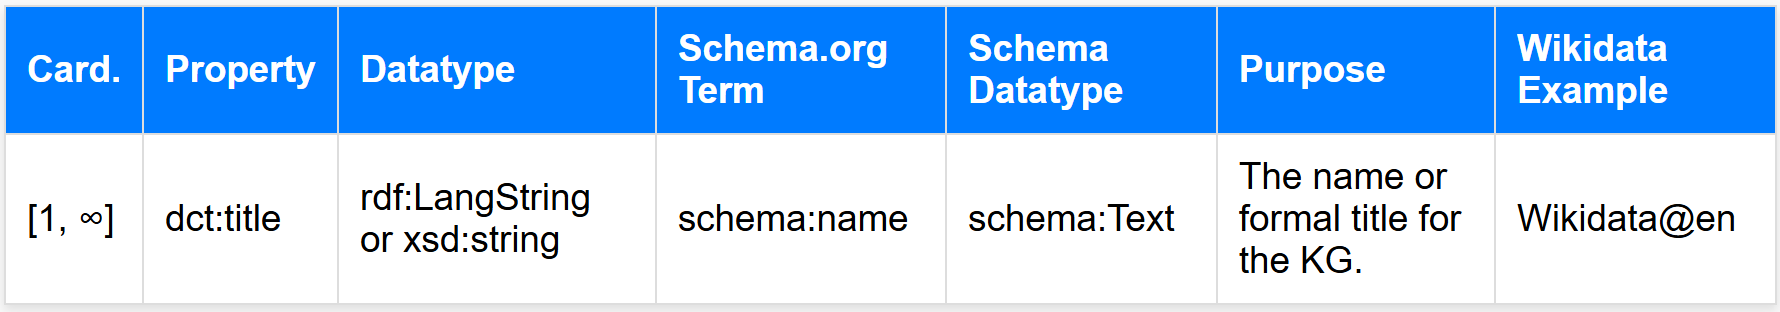 Card.
Property
Datatype
Schema.org
Term
Schema
Datatype
Purpose
Wikidata
Example
[1, ∞]
dct:title
rdf:LangString
or xsd:string
schema:name
schema:Text
The name or
formal title for
the KG.
Wikidata@en